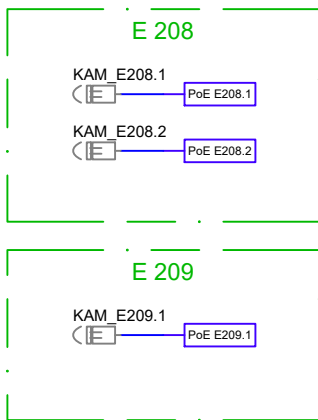 E 208
KAM_E208.1
E
PoE E208.1
KAM_E208.2
E
PoE E208.2
E 209
KAM_E209.1
E
PoE E209.1